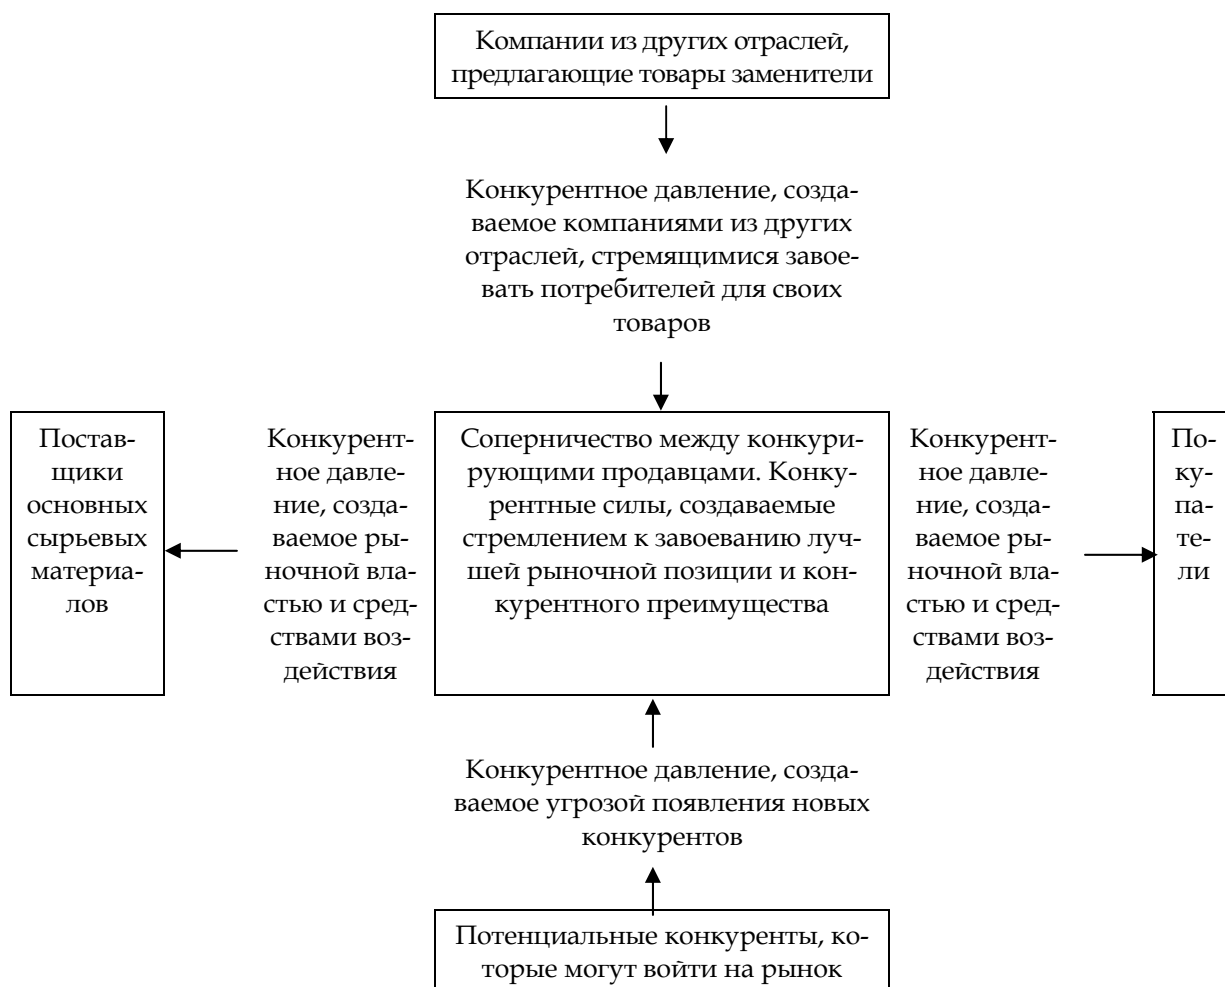 Компании из других отраслей,
предлагающие товары заменители
Конкурентное давление, созда-
ваемое компаниями из других
отраслей, стремящимися завое-
вать потребителей для своих
товаров
Постав-
щики
основных
сырьевых
материа-
лов
Конкурент-
ное давле-
ние, созда-
ваемое ры-
ночной вла-
стью и сред-
ствами воз-
действия
Соперничество между конкури-
рующими продавцами. Конку-
рентные силы, создаваемые
стремлением к завоеванию луч-
шей рыночной позиции и кон-
курентного преимущества
Конкурент-
ное давле-
ние, созда-
ваемое ры-
ночной вла-
стью и сред-
ствами воз-
действия
По-
ку-
па-
те-
ли
Конкурентное давление, созда-
ваемое угрозой появления новых
конкурентов
Потенциальные конкуренты, ко-
торые могут войти на рынок